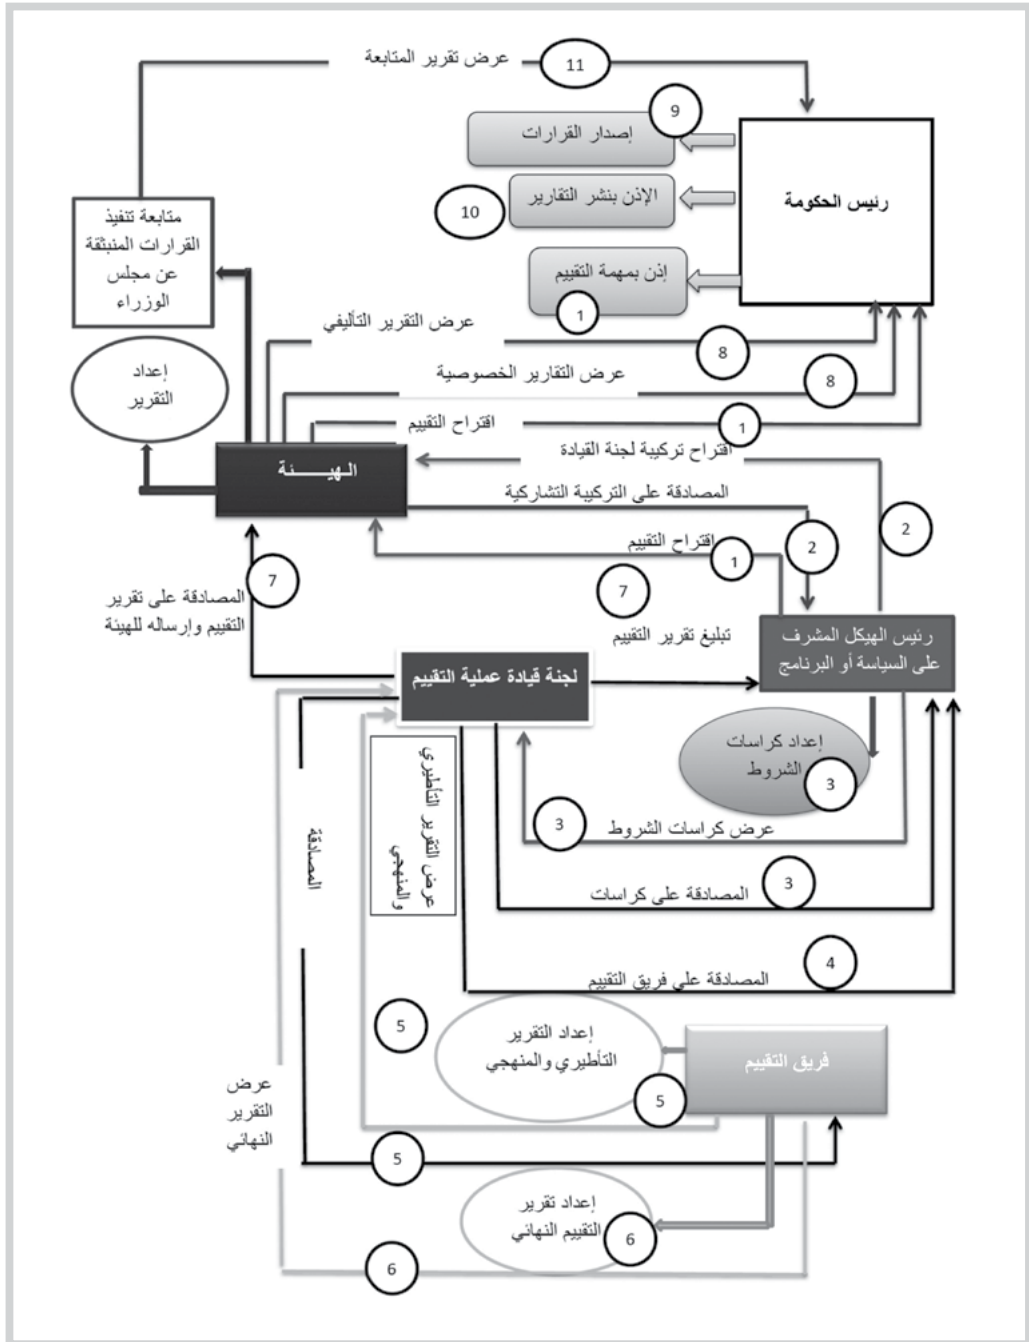 عرض تقرير المتابعة
11
9
إصدار القرارات
رئيس الحكومة
الإذن بنشر التقارير
10
متابعة تنفيذ
القرارات المنبثقة
عن مجلس
الوزراء
إذن بمهمة التقييم
1
عرض التقرير التأليفي
8
عرض التقارير الخصوصية
8
إعداد
التقرير
اقتراح التقييم
1
اقتراح تركيبة لجنة القيادة
الـهيـــــــئة
المصادقة على التركيبة التشاركية
2
2
اقتراح التقييم
1
7
7
المصادقة على تقرير
التقييم وإرساله للهيئة
تبليغ تقرير التقييم
رئيس الهيكل المشرف
على السياسة أو البرنامج
لجنة قيادة عملية التقييم
إعداد كراسات
الشروط
3
عرض التقرير التأطيري
والمنهجي
المصادقة
عرض كراسات الشروط
3
المصادقة على كراسات
3
المصادقة على فريق التقييم
4
5
إعداد التقرير
التأطيري والمنهجي
5
فريق التقييم
عرض
التقرير
النهائي
5
إعداد تقرير
التقييم النهائي
6
6